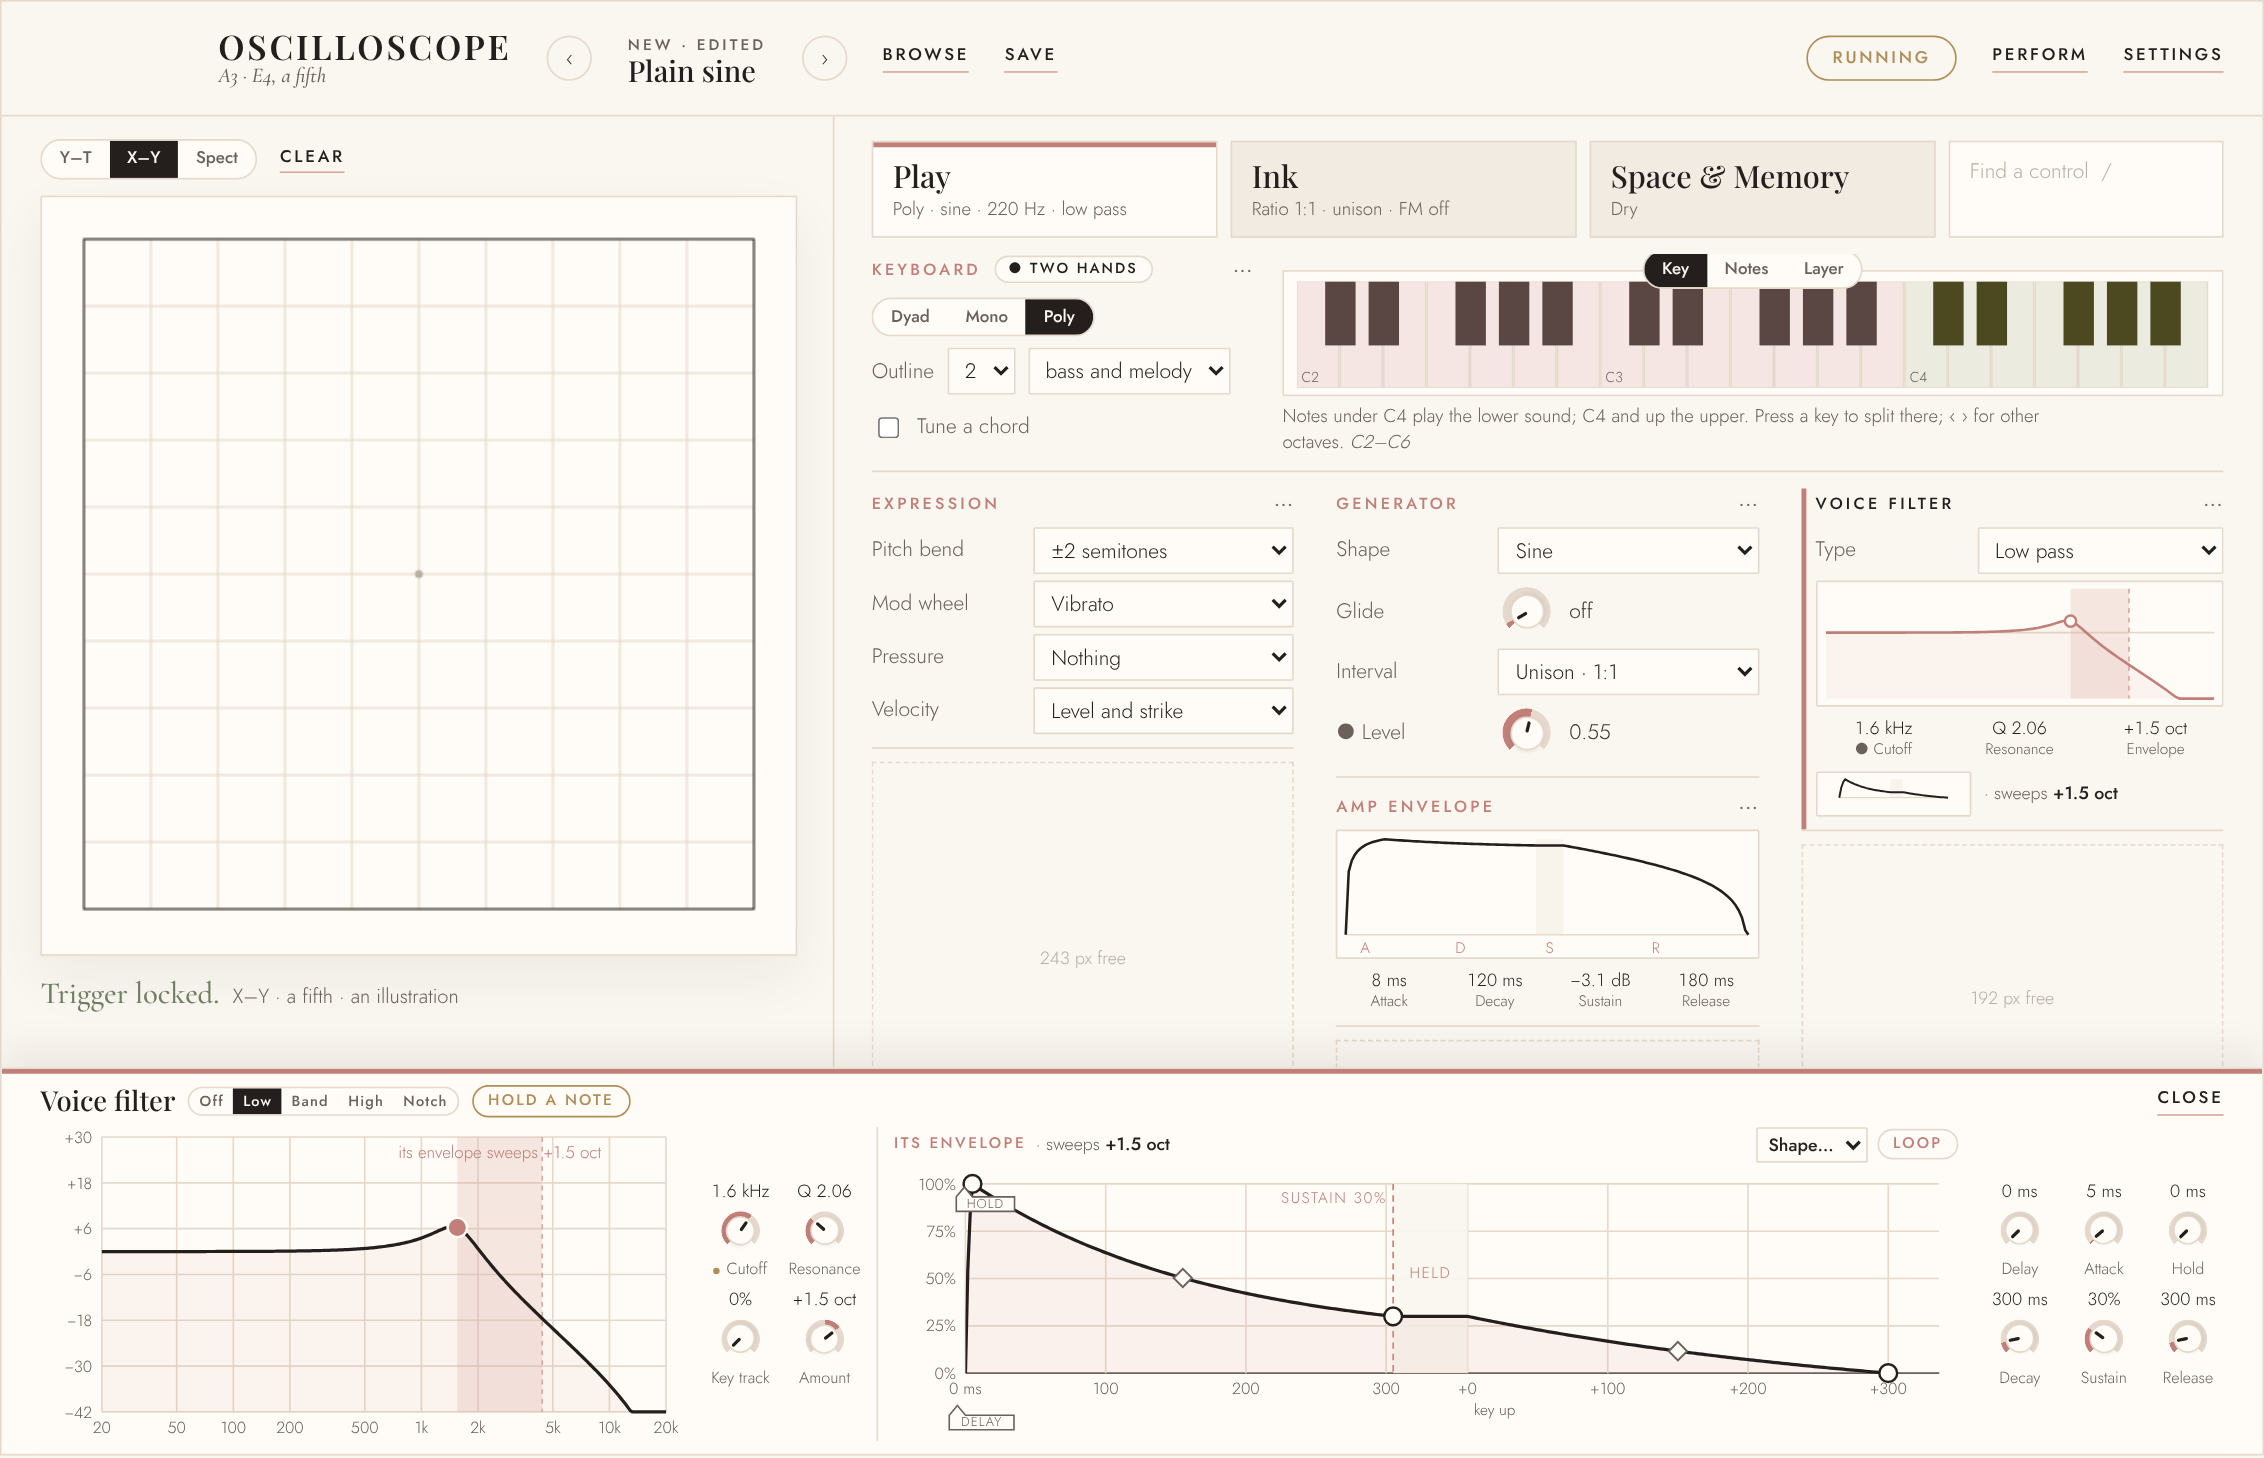 OSCILLOSCOPE
A3 · E4, a fifth
‹
NEW · EDITED
Plain sine
›
BROWSE
SAVE
RUNNING
PERFORM
SETTINGS
Y–T
X–Y
Spect
CLEAR
Trigger locked. X–Y · a fifth · an illustration
Play
Poly · sine · 220 Hz · low pass
Ink
Ratio 1:1 · unison · FM off
Space & Memory
Dry
Find a control /
KEYBOARD
TWO HANDS
...
Dyad
Mono
Poly
Outline
2
bass and melody
Tune a chord
Key
Notes
Layer
C2
C3
C4
Notes under C4 play the lower sound; C4 and up the upper. Press a key to split there; ‹ › for other
octaves. C2–C6
EXPRESSION
...
Pitch bend
±2 semitones
Mod wheel
Vibrato
Pressure
Nothing
Velocity
Level and strike
243 px free
GENERATOR
...
Shape
Sine
Glide
off
Interval
Unison · 1:1
Level
0.55
AMP ENVELOPE
...
A
D
S
R
8 ms
120 ms
−3.1 dB
180 ms
Attack
Decay
Sustain
Release
VOICE FILTER
...
Type
Low pass
1.6 kHz
Q 2.06
+1.5 oct
Cutoff
Resonance
Envelope
· sweeps +1.5 oct
192 px free
Voice filter
Off
Low
Band
High
Notch
HOLD A NOTE
CLOSE
its envelope sweeps +1.5 oct
+30
+18
+6
−6
−18
−30
−42
20
50
100
200
500
1k
2k
5k
10k
20k
1.6 kHz
Q 2.06
Cutoff
Resonance
0%
+1.5 oct
Key track
Amount
ITS ENVELOPE · sweeps +1.5 oct
Shape...
LOOP
100%
75%
50%
25%
0%
HOLD
SUSTAIN 30%
HELD
0 ms
100
200
300
+0
+100
+200
+300
key up
DELAY
0 ms
5 ms
0 ms
Delay
Attack
Hold
300 ms
30%
300 ms
Decay
Sustain
Release